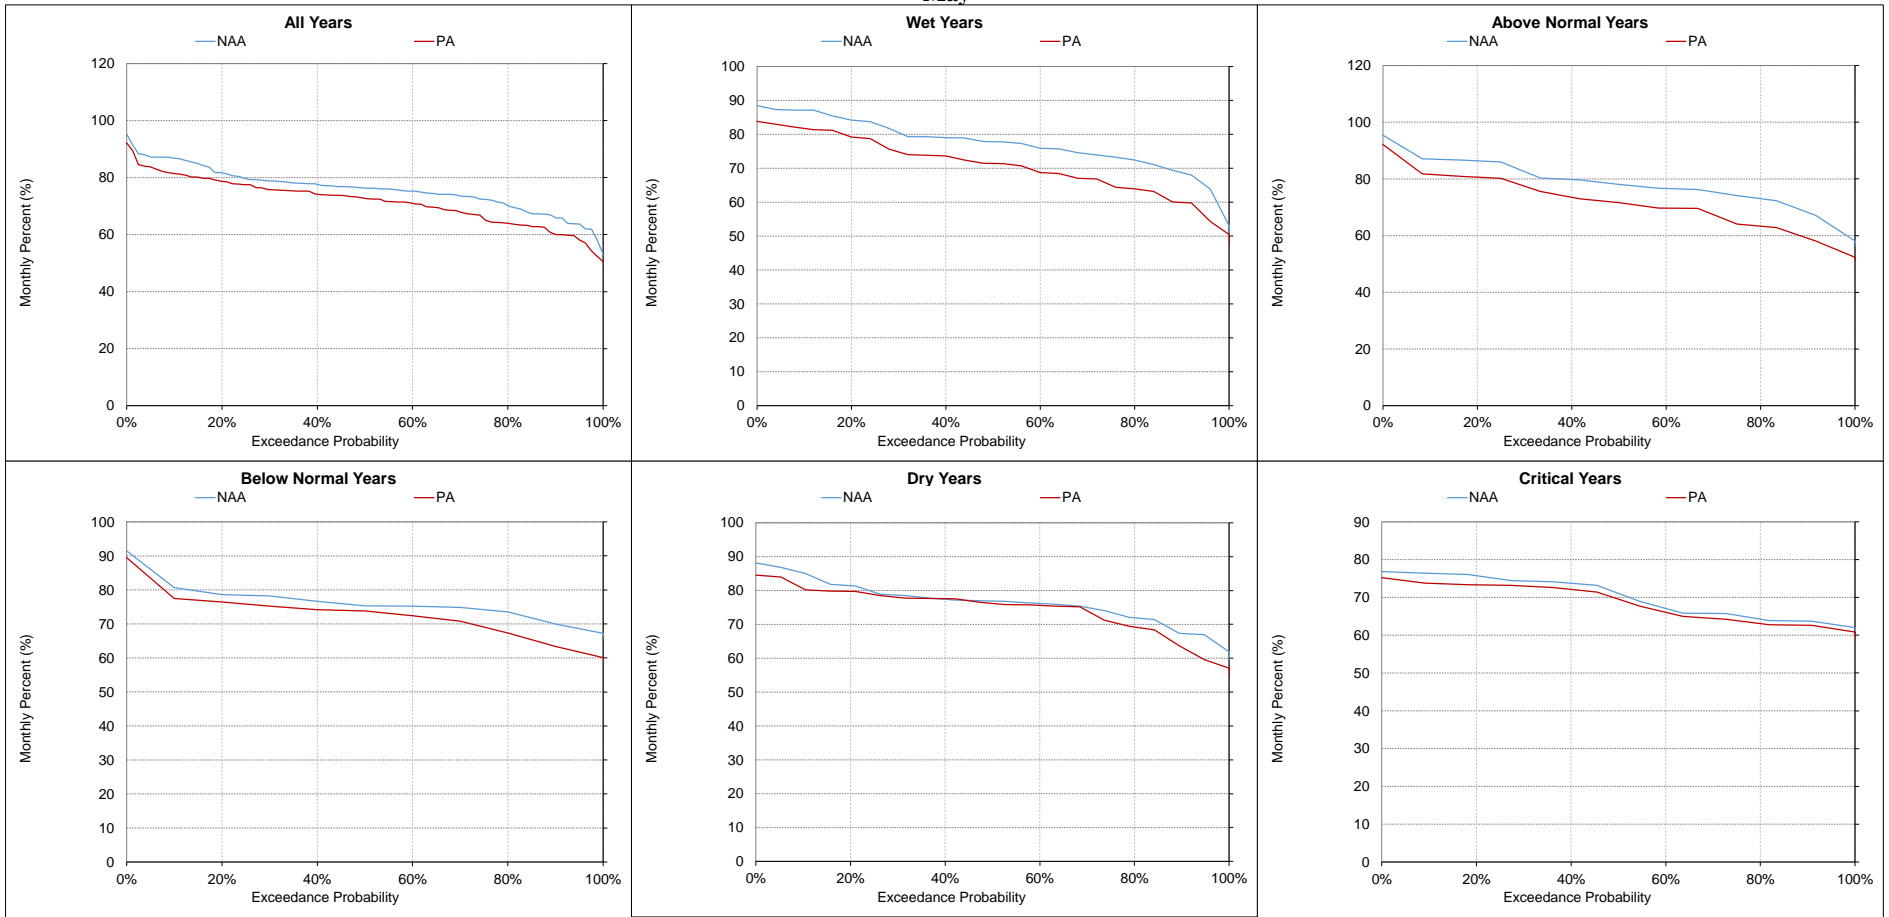 May
All Years
NAA PA
120
100
80
60
40
20
0
0% 20% 40% 60% 80% 100%
Exceedance Probability
Monthly Percent (%)
Wet Years
NAA PA
100
90
80
70
60
50
40
30
20
10
0
0% 20% 40% 60% 80% 100%
Exceedance Probability
Monthly Percent (%)
Above Normal Years
NAA PA
120
100
80
60
40
20
0
0% 20% 40% 60% 80% 100%
Exceedance Probability
Monthly Percent (%)
Below Normal Years
NAA PA
100
90
80
70
60
50
40
30
20
10
0
0% 20% 40% 60% 80% 100%
Exceedance Probability
Monthly Percent (%)
Dry Years
NAA PA
100
90
80
70
60
50
40
30
20
10
0
0% 20% 40% 60% 80% 100%
Exceedance Probability
Monthly Percent (%)
Critical Years
NAA PA
90
80
70
60
50
40
30
20
10
0
0% 20% 40% 60% 80% 100%
Exceedance Probability
Monthly Percent (%)